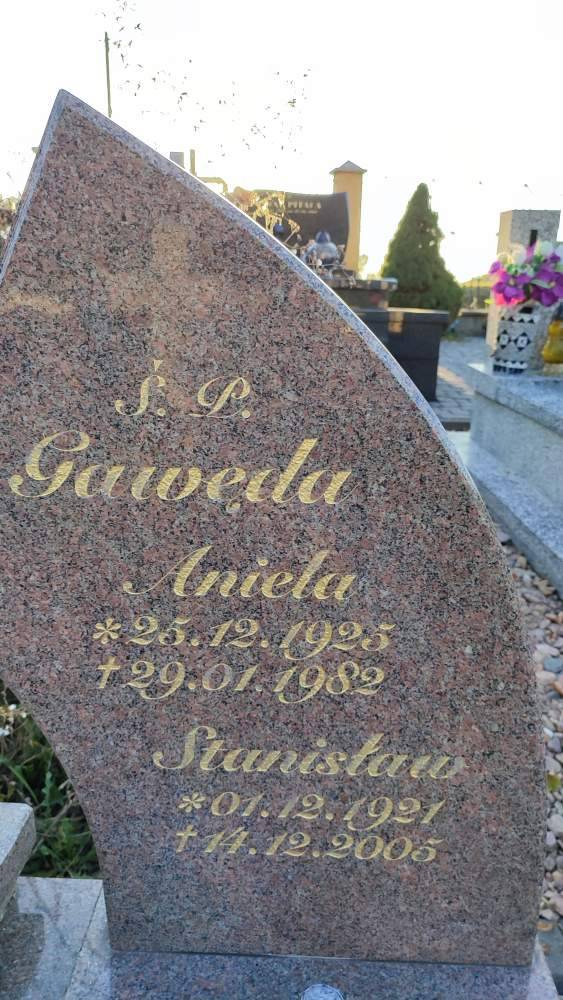 Ś. P.
Gawęda
Aniela
*25.12.1925
+29.01.1982
Stanisław
*01.12.1921
+14.12.2005